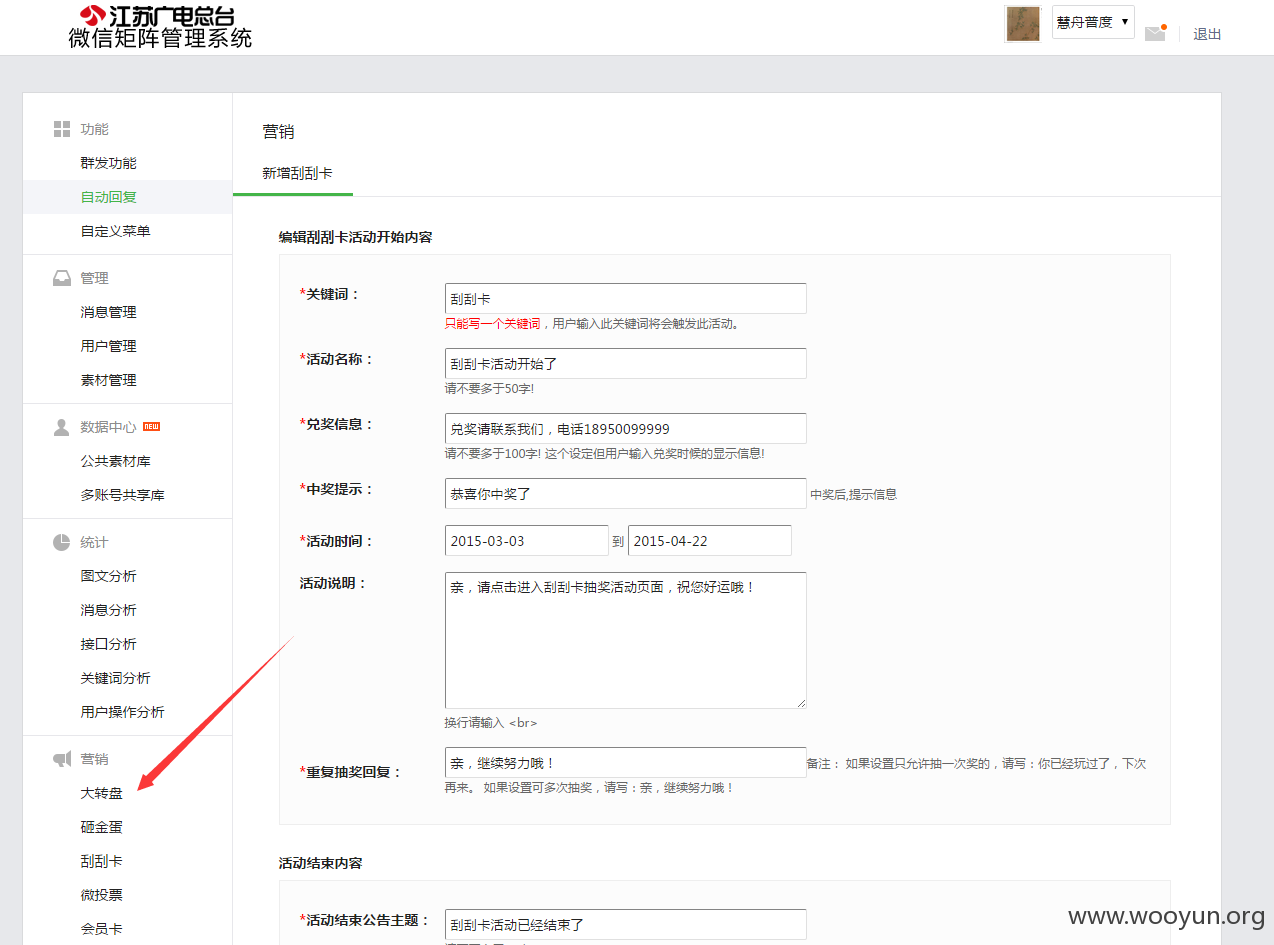 江苏广电总台
微信矩阵管理系统
慧舟普度
退出
功能
群发功能
自动回复
自定义菜单
管理
消息管理
用户管理
素材管理
数据中心 NEW
公共素材库
多账号共享库
统计
图文分析
消息分析
接口分析
关键词分析
用户操作分析
营销
大转盘
砸金蛋
刮刮卡
微投票
会员卡
营销
新增刮刮卡
编辑刮刮卡活动开始内容
*关键词： 刮刮卡
只能写一个关键词，用户输入此关键词将会触发此活动。
*活动名称： 刮刮卡活动开始了
请不要多于50字!
*兑奖信息： 兑奖请联系我们，电话18950099999
请不要多于100字! 这个设定但用户输入兑奖时候的显示信息!
*中奖提示： 恭喜你中奖了 中奖后,提示信息
*活动时间： 2015-03-03 到 2015-04-22
活动说明： 亲，请点击进入刮刮卡抽奖活动页面，祝您好运哦！
换行请输入 <br>
*重复抽奖回复： 亲，继续努力哦！ 备注： 如果设置只允许抽一次奖的，请写：你已经玩过了，下次
再来。 如果设置可多次抽奖，请写：亲，继续努力哦！
活动结束内容
*活动结束公告主题： 刮刮卡活动已经结束了
www.wooyun.org